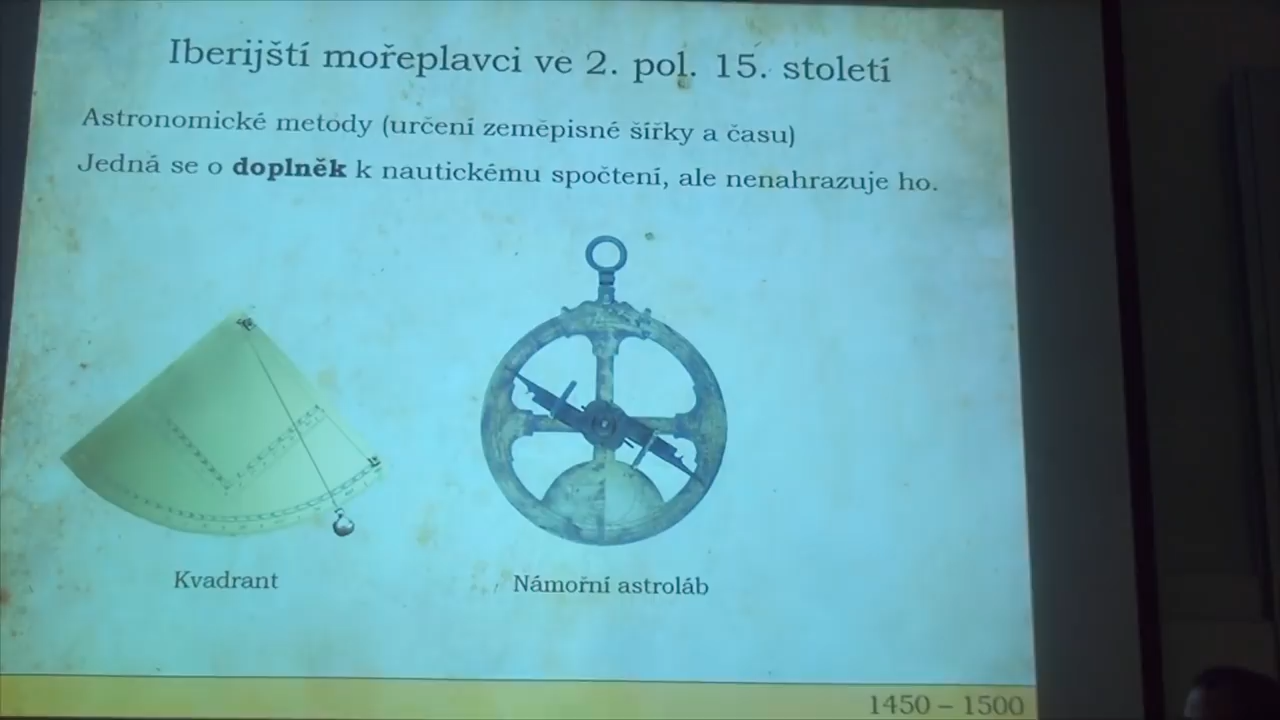 Iberijští mořeplavci ve 2. pol. 15. století
Astronomické metody (určení zeměpisné šířky a času)
Jedná se o doplněk k nautickému spočtení, ale nenahrazuje ho.
Kvadrant
Námořní astroláb
1450 – 1500